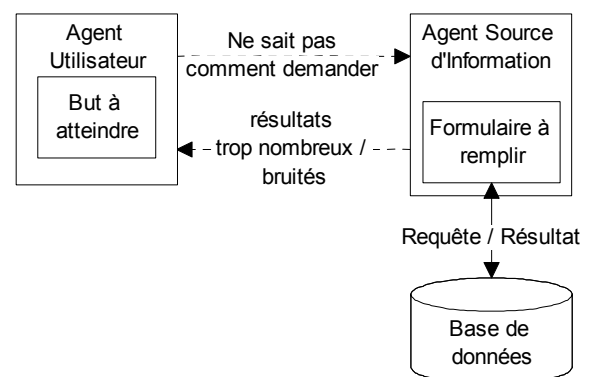 Agent
Utilisateur
But à
atteindre
Ne sait pas
comment demander
résultats
trop nombreux /
bruités
Agent Source
d'Information
Formulaire à
remplir
Requête / Résultat
Base de
données